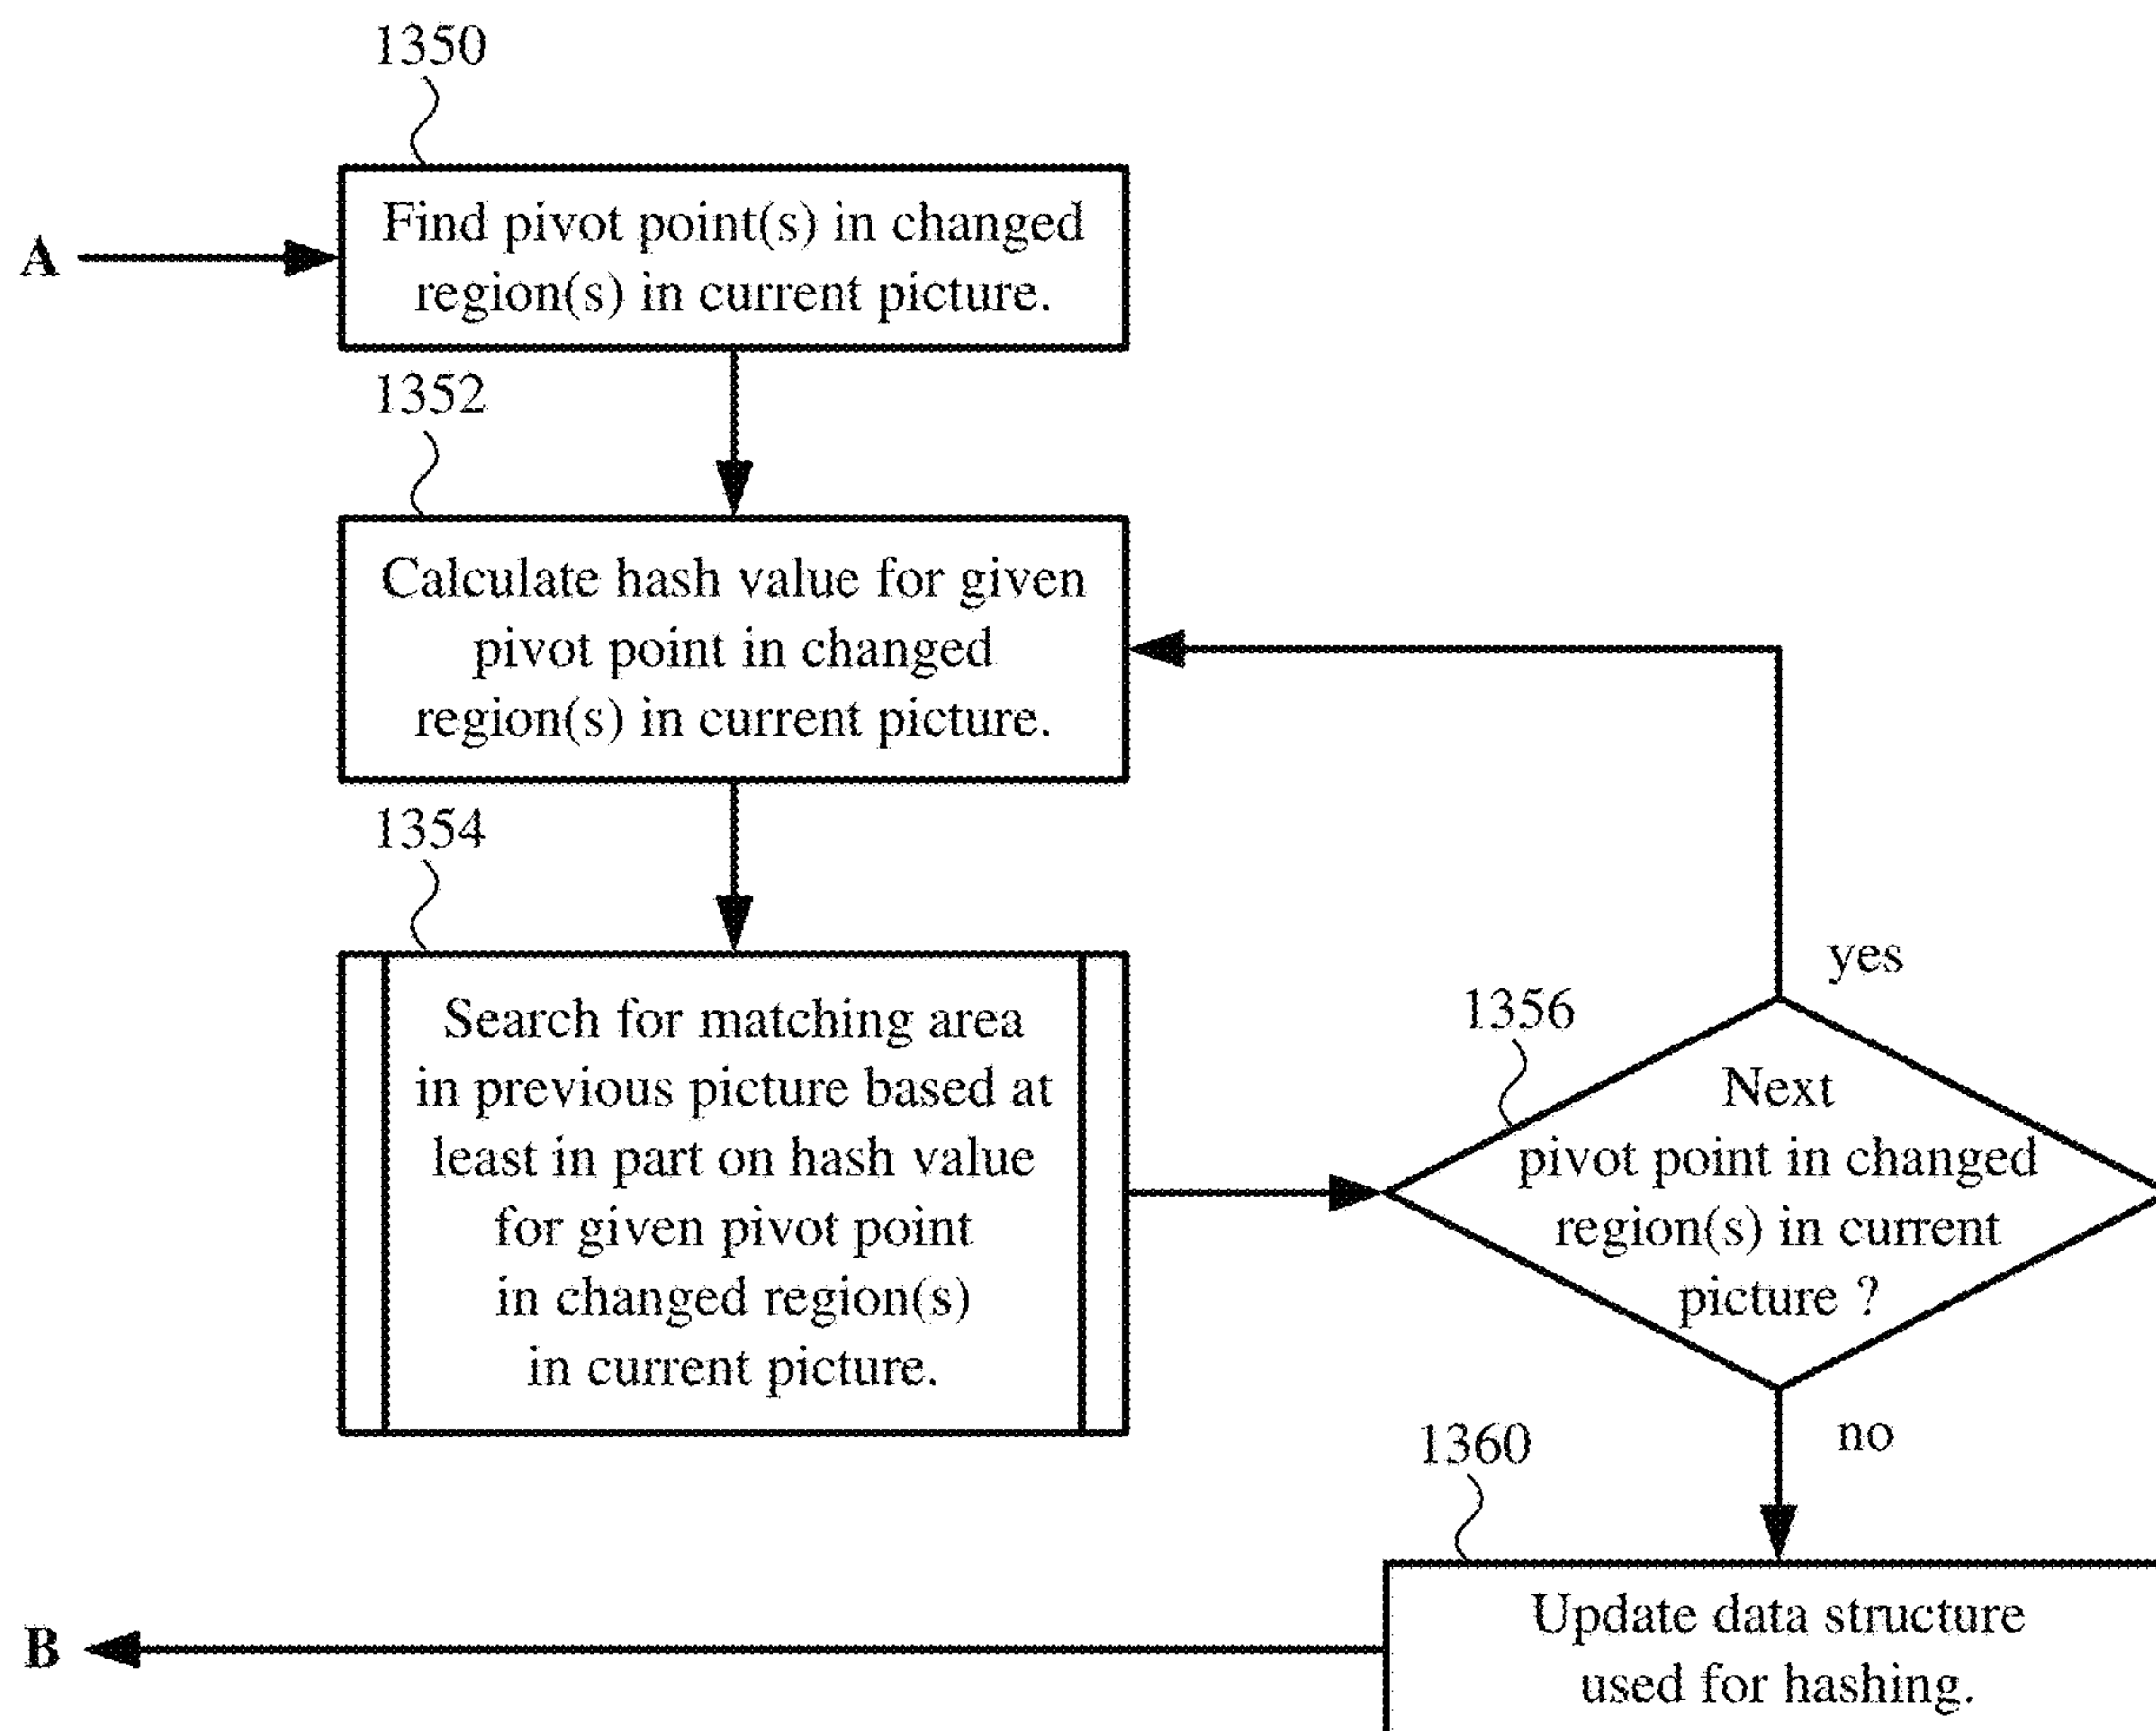 1350
A
Find pivot point(s) in changed
region(s) in current picture.
1352
Calculate hash value for given
pivot point in changed
region(s) in current picture.
1354
Search for matching area
in previous picture based at
least in part on hash value
for given pivot point
in changed region(s)
in current picture.
yes
1356
Next
pivot point in changed
region(s) in current
picture ?
no
1360
Update data structure
used for hashing.
B